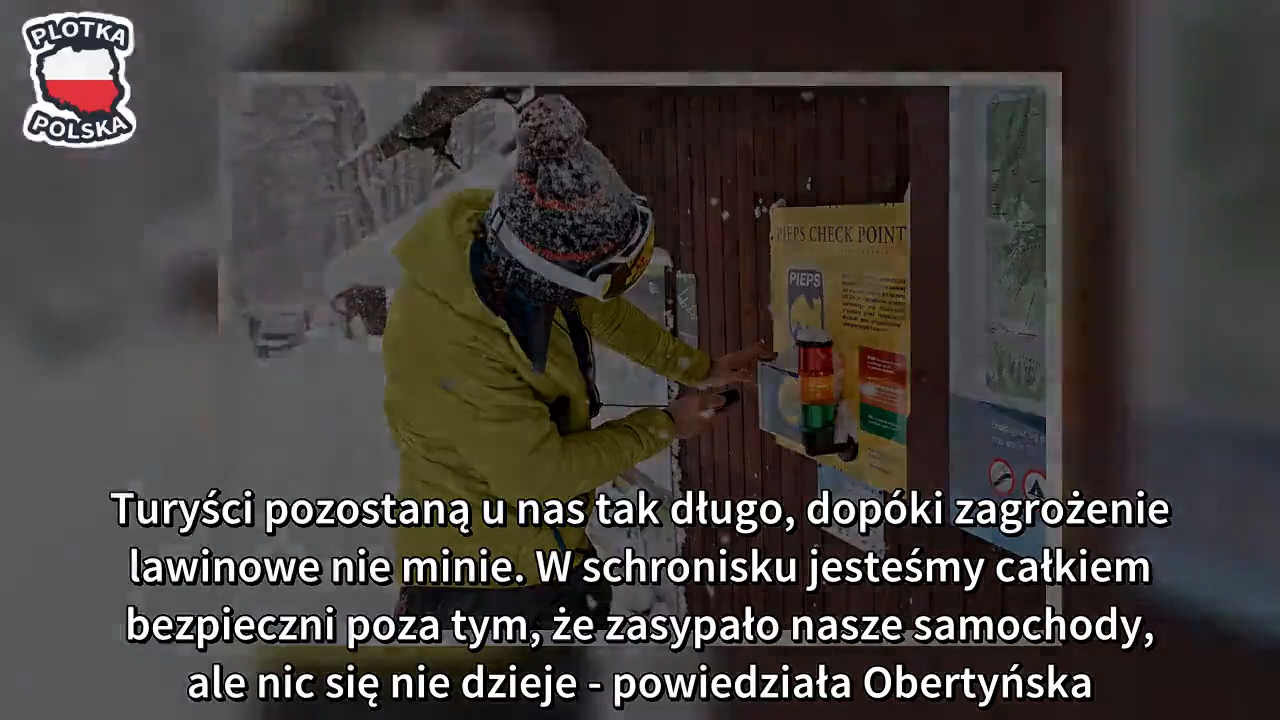 PLOTKA
POLSKA
PIEPS CHECK POINT
PIEPS
Turyści pozostaną u nas tak długo, dopóki zagrożenie
lawinowe nie minie. W schronisku jesteśmy całkiem
bezpieczni poza tym, że zasypało nasze samochody,
ale nic się nie dzieje - powiedziała Obertyńska